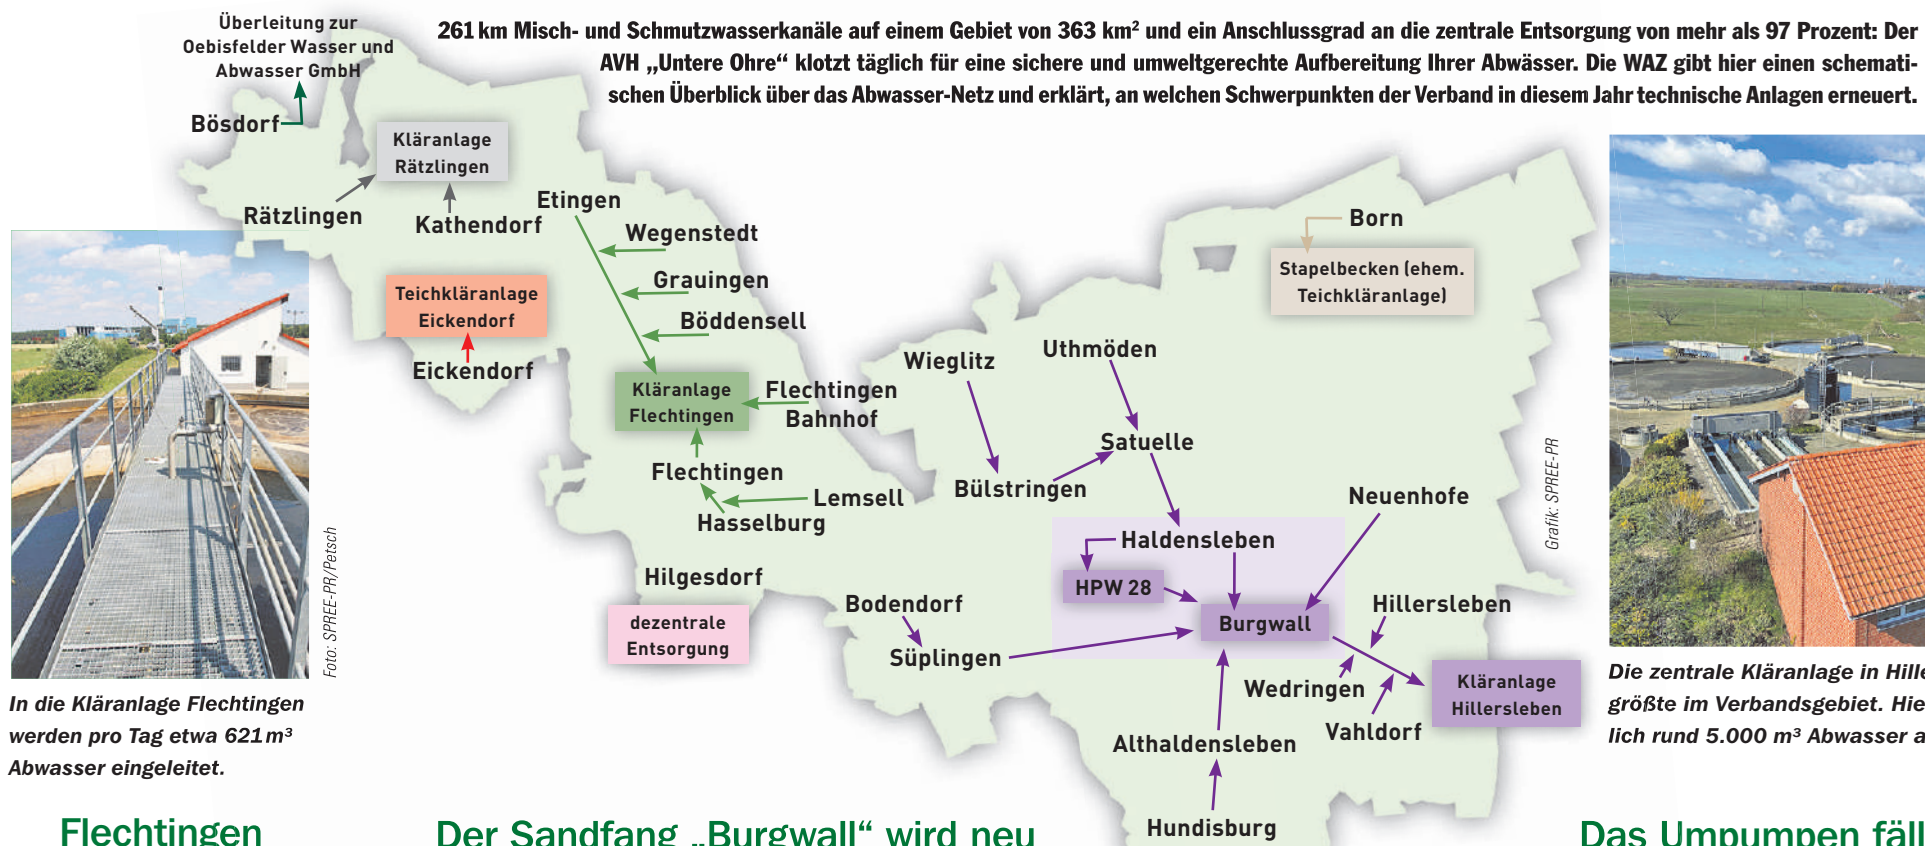 261 km Misch- und Schmutzwasserkanäle auf einem Gebiet von 363 km² und ein Anschlussgrad an die zentrale Entsorgung von mehr als 97 Prozent: Der
AVH „Untere Ohre“ klotzt täglich für eine sichere und umweltgerechte Aufbereitung Ihrer Abwässer. Die WAZ gibt hier einen schemati-
schen Überblick über das Abwasser-Netz und erklärt, an welchen Schwerpunkten der Verband in diesem Jahr technische Anlagen erneuert.
Überleitung zur
Oebisfelder Wasser und
Abwasser GmbH
Bösdorf
Kläranlage
Rätzlingen
Rätzlingen
Kathendorf
Etingen
Wegenstedt
Grauingen
Böddensell
Teichkläranlage
Eickendorf
Eickendorf
Kläranlage
Flechtingen
Flechtingen
Bahnhof
Flechtingen
Lemsell
Hasselburg
Hilgesdorf
dezentrale
Entsorgung
Born
Stapelbecken (ehem.
Teichkläranlage)
Wieglitz
Uthmöden
Satuelle
Bülstringen
Neuenhofe
Haldensleben
HPW 28
Burgwall
Bodendorf
Süplingen
Hillersleben
Wedringen
Vahldorf
Kläranlage
Hillersleben
Althaldensleben
Hundisburg
Foto: SPREE-PR/Petsch
Grafik: SPREE-PR
In die Kläranlage Flechtingen
werden pro Tag etwa 621 m³
Abwasser eingeleitet.
Die zentrale Kläranlage in Hille
größte im Verbandsgebiet. Hie
lich rund 5.000 m³ Abwasser a
Flechtingen
Der Sandfang „Burgwall“ wird neu
Das Umpumpen fäll